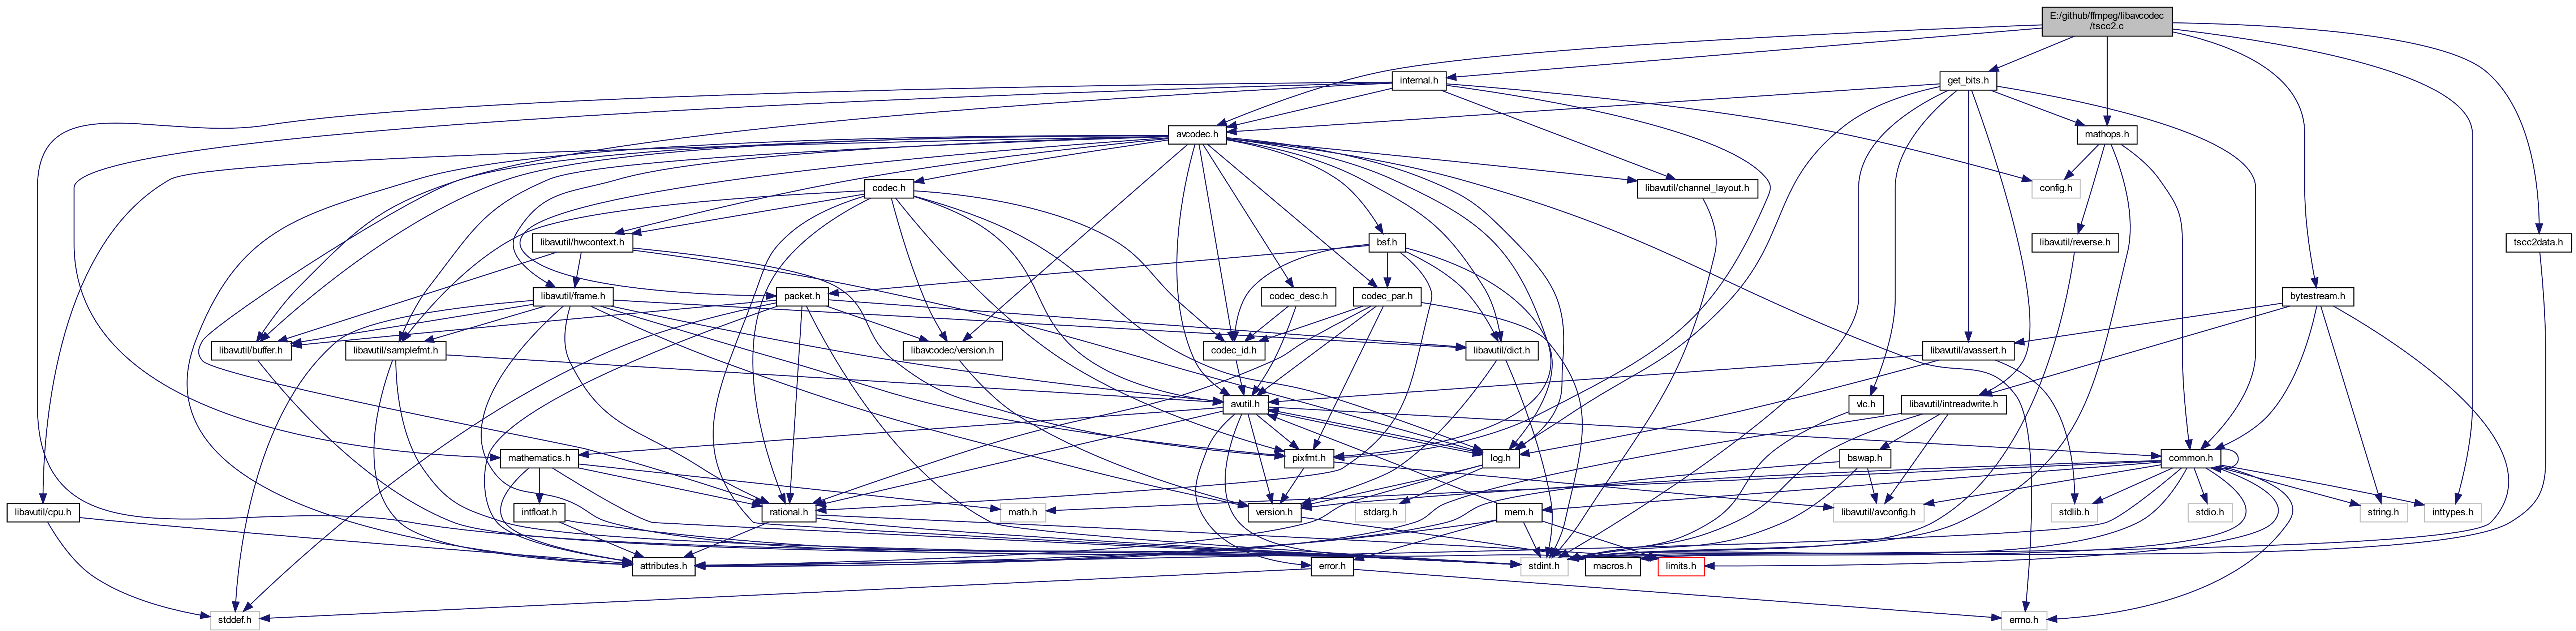 E:/github/ffmpeg/libavcodec
/tscc2.c
internal.h
get_bits.h
avcodec.h
mathops.h
codec.h
libavutil/channel_layout.h
config.h
libavutil/hwcontext.h
bsf.h
libavutil/reverse.h
tscc2data.h
libavutil/frame.h
packet.h
codec_desc.h
codec_par.h
bytestream.h
libavutil/buffer.h
libavutil/samplefmt.h
libavcodec/version.h
codec_id.h
libavutil/dict.h
libavutil/avassert.h
avutil.h
vlc.h
libavutil/intreadwrite.h
mathematics.h
pixfmt.h
log.h
bswap.h
common.h
libavutil/cpu.h
intfloat.h
rational.h
math.h
version.h
stdarg.h
mem.h
libavutil/avconfig.h
stdlib.h
stdio.h
string.h
inttypes.h
attributes.h
error.h
stdint.h
macros.h
limits.h
stddef.h
errno.h